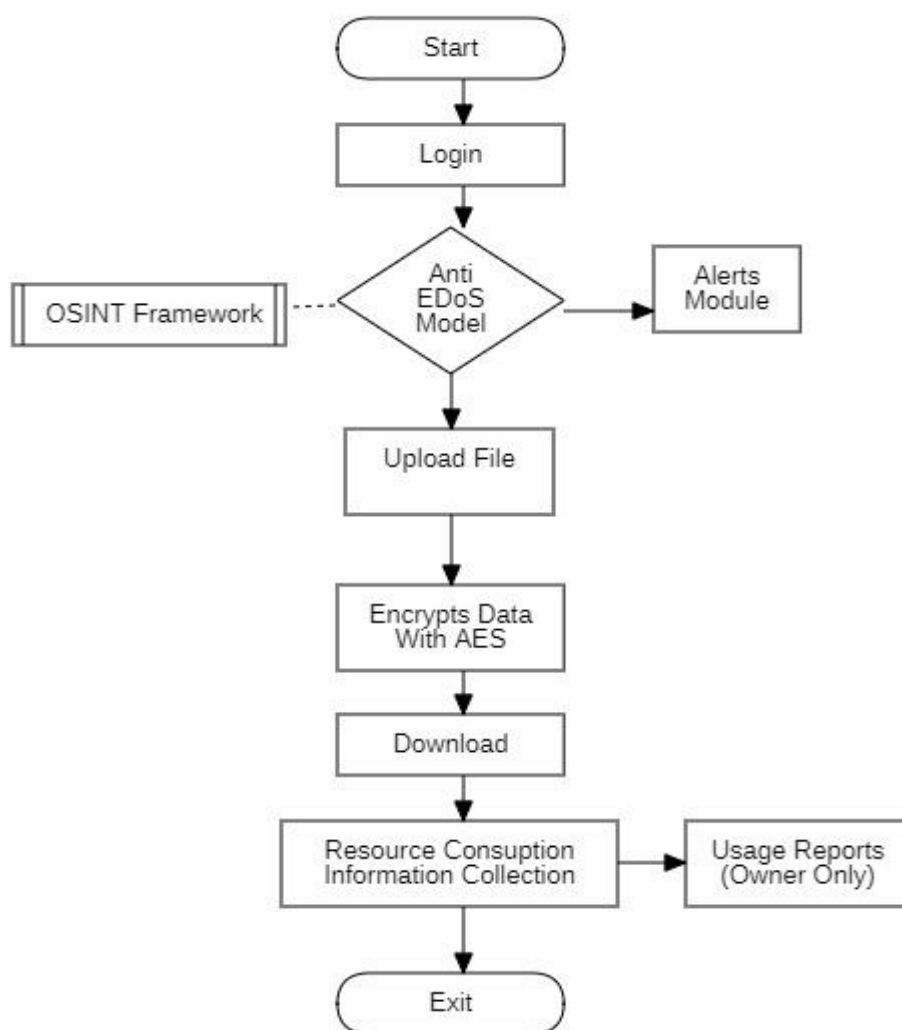 Start
Login
Anti
EDoS
Model
Alerts
Module
OSINT Framework
Upload File
Encrypts Data
With AES
Download
Resource Consuption
Information Collection
Usage Reports
(Owner Only)
Exit